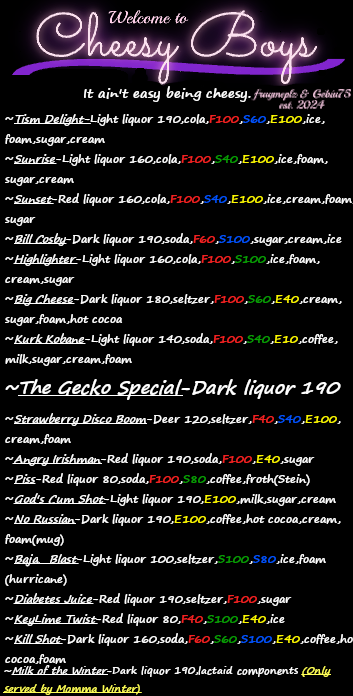 Welcome to
Cheesy Boys
It ain't easy being cheesy.
frwymeplz & Gebiu75
est. 2024
~Tism Delight-Light liquor 190,cola,F100,S60,E100,ice,
foam,sugar,cream
~Sunrise-Light liquor 160,cola,F100,S40,E100,ice,foam,
sugar,cream
~Sunset-Red liquor 160,cola,F100,S40,E100,ice,cream,foam,
sugar
~Bill Cosby-Dark liquor 190,soda,F60,S100,sugar,cream,ice
~Highlighter-Light liquor 160,cola,F100,S100,ice,foam,
cream,sugar
~Big Cheese-Dark liquor 180,seltzer,F100,S60,E40,cream,
sugar,foam,hot cocoa
~Kurk Kobane-Light liquor 140,soda,F100,S40,E10,coffee,
milk,sugar,cream,foam
~The Gecko Special-Dark liquor 190
~Strawberry Disco Boom-Deer 120,seltzer,F40,S40,E100,
cream,foam
~Angry Irishman-Red liquor 190,soda,F100,E40,sugar
~Piss-Red liquor 80,soda,F100,S80,coffee,froth(Stein)
~God's Cum Shot-Light liquor 190,E100,milk,sugar,cream
~No Russian-Dark liquor 190,E100,coffee,hot cocoa,cream,
foam(mug)
~Baja Blast-Light liquor 100,seltzer,S100,S80,ice,foam
(hurricane)
~Diabetes Juice-Red liquor 190,seltzer,F100,sugar
~KeyLime Twist-Red liquor 80,F40,S100,E40,ice
~Kill Shot-Dark liquor 160,soda,F60,S60,S100,E40,coffee,ho
cocoa,foam
~Milk of the Winter-Dark liquor 190,lactaid components (Only
served by Momma Winter)